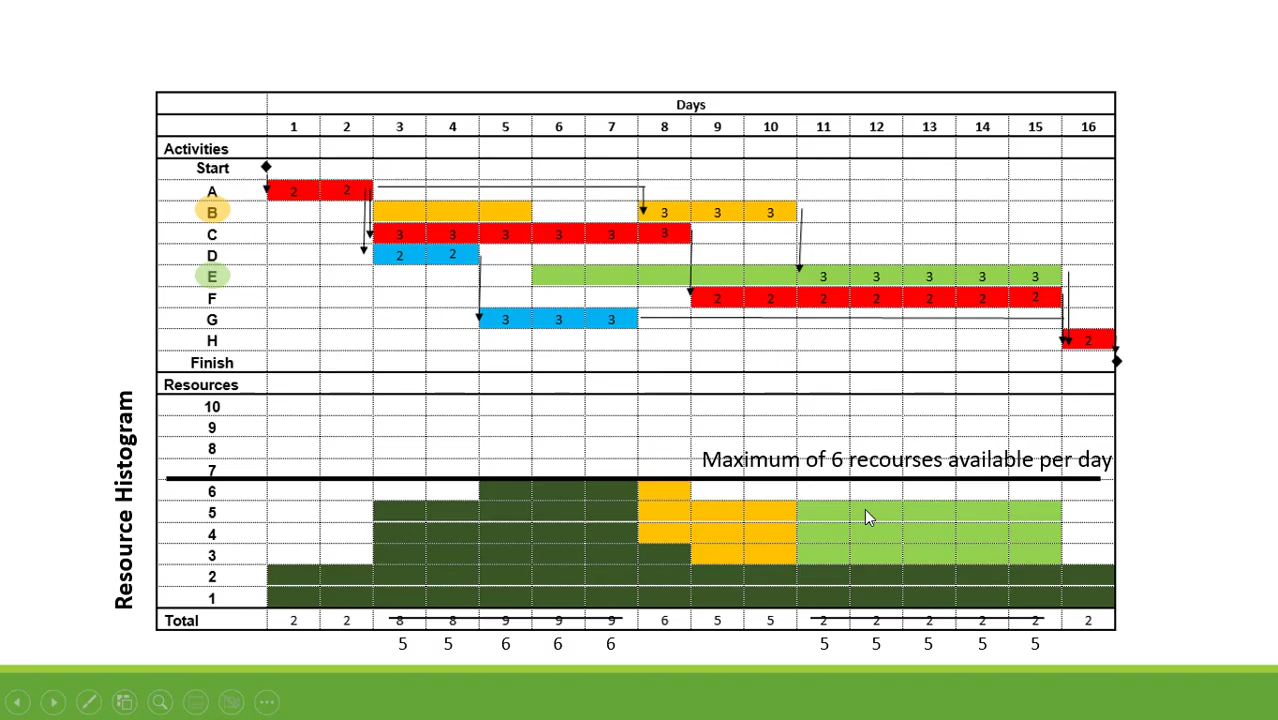 Days
1 2 3 4 5 6 7 8 9 10 11 12 13 14 15 16
Activities
Start
A 2 2
B 3 3 3
C 3 3 3 3 3 3
D 2 2
E 3 3 3 3 3
F 2 2 2 2 2 2 2
G 3 3 3
H 2
Finish
Resources
Resource Histogram
10
9
8
Maximum of 6 recourses available per day
7
6
5
4
3
2
1
Total 2 2 8 8 9 9 9 6 5 5 2 2 2 2 2 2
5 5 6 6 6 5 5 5 5 5